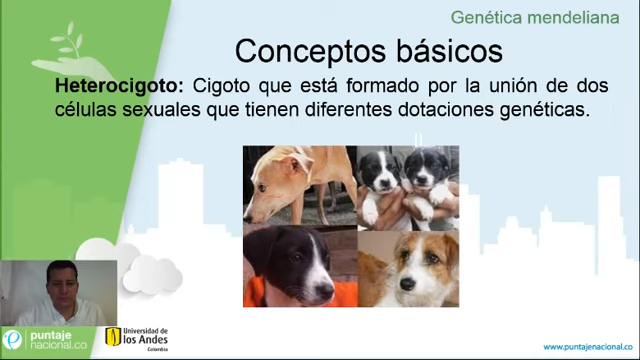 Genética mendeliana
Conceptos básicos
Heterocigoto: Cigoto que está formado por la unión de dos
células sexuales que tienen diferentes dotaciones genéticas.
puntaje
nacional.co
Universidad de
los Andes
Colombia
www.puntajenacional.co